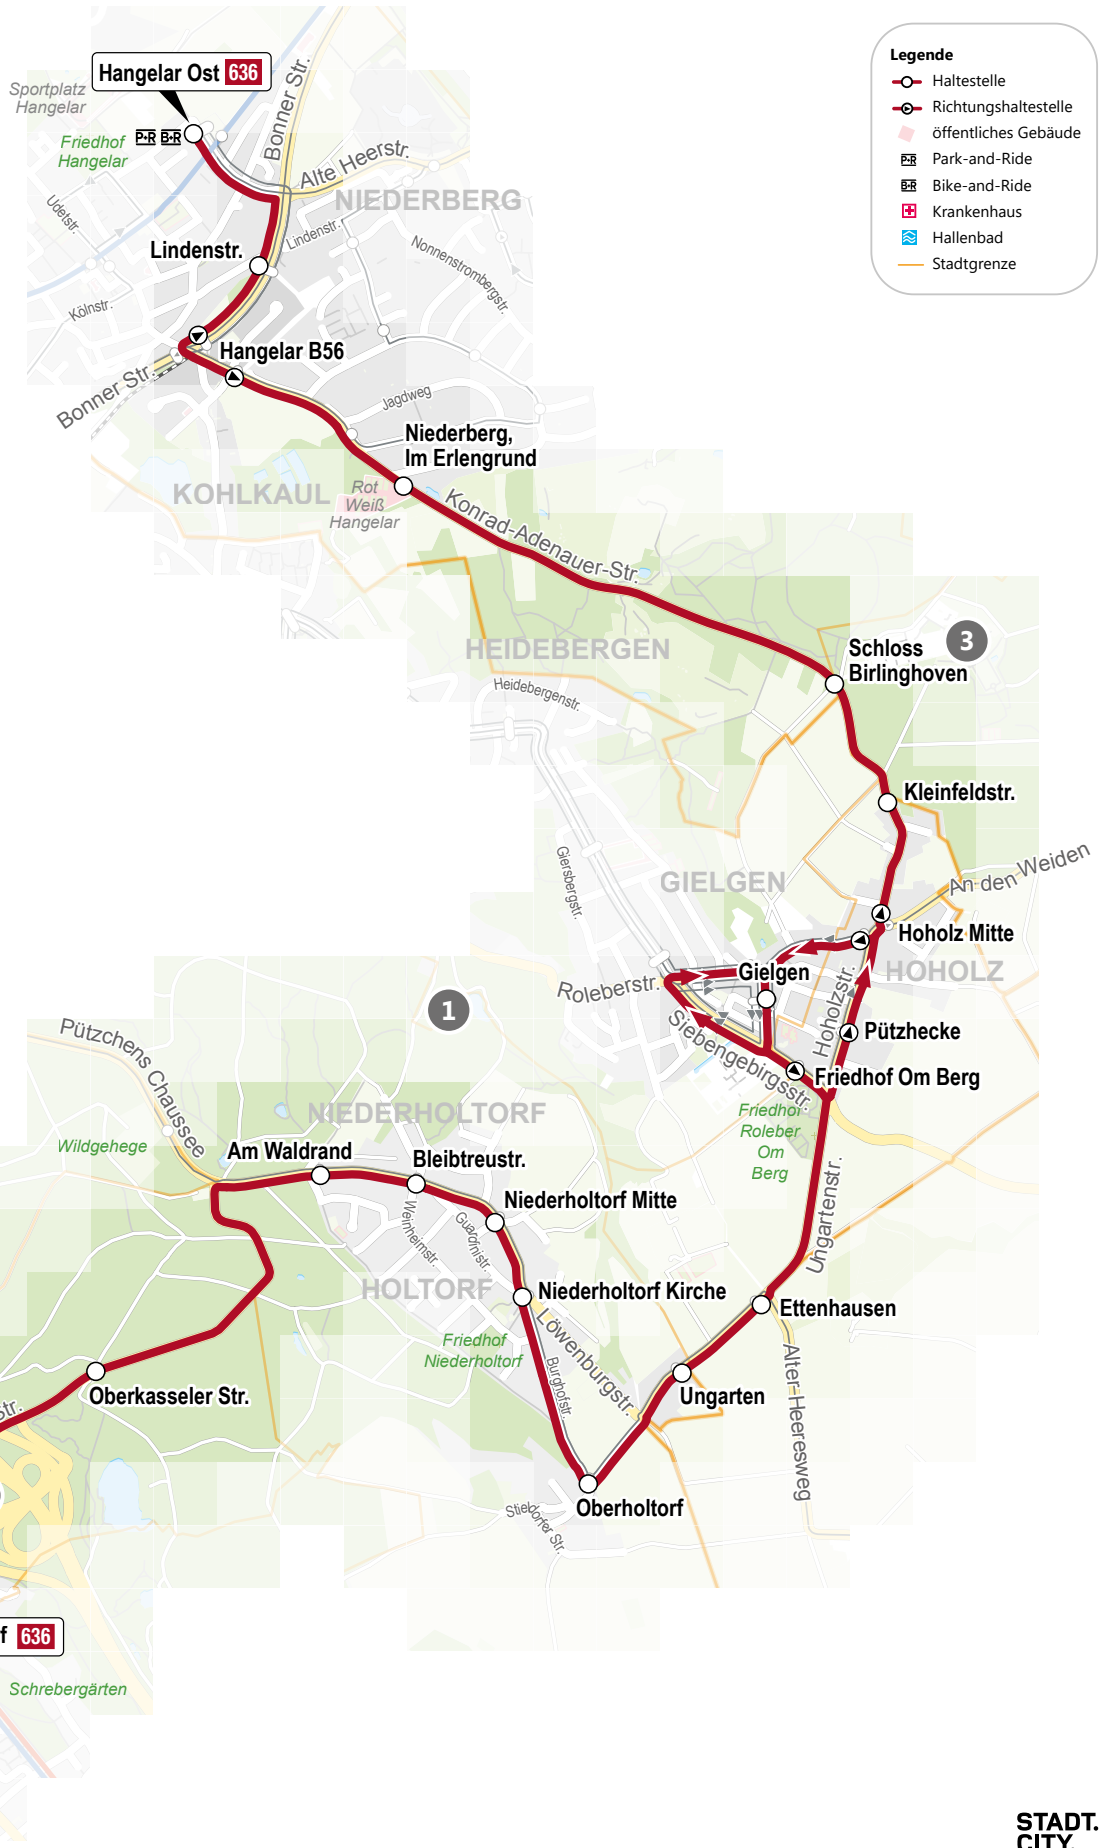 Legende
Haltestelle
Richtungshaltestelle
öffentliches Gebäude
P+R Park-and-Ride
B+R Bike-and-Ride
Krankenhaus
Hallenbad
Stadtgrenze
Hangelar Ost 636
Sportplatz
Hangelar
Friedhof
Hangelar
P+R B+R
Bonner Str.
Alte Heerstr.
NIEDERBERG
Udetstr.
Lindenstr.
Lindenstr.
Nonnenstrombergstr.
Kölnstr.
Hangelar B56
Bonner Str.
Jagdweg
Niederberg,
Im Erlengrund
KOHLKAUL
Rot
Weiß
Hangelar
Konrad-Adenauer-Str.
HEIDEBERGEN
Schloss
Birlinghoven
3
Heidebergenstr.
Kleinfeldstr.
Giersbergstr.
GIELGEN
An den Weiden
Hoholz Mitte
HOHOLZ
Gielgen
Roleberstr.
Hoholzstr.
1
Siebengebirgsstr.
Pützhecke
Pützchens Chaussee
Friedhof Om Berg
Friedhof
Roleber
Om
Berg
NIEDERHOLTORF
Wildgehege
Am Waldrand
Bleibtreustr.
Niederholtorf Mitte
Weinheimstr.
Guardinistr.
Ungartenstr.
HOLTORF
Niederholtorf Kirche
Ettenhausen
Friedhof
Niederholtorf
Löwenburgstr.
Burghofstr.
Alter-Heeresweg
Oberkasseler Str.
Ungarten
Str.
Oberholtorf
Stieldorfer Str.
f 636
Schrebergärten
STADT.
CITY.